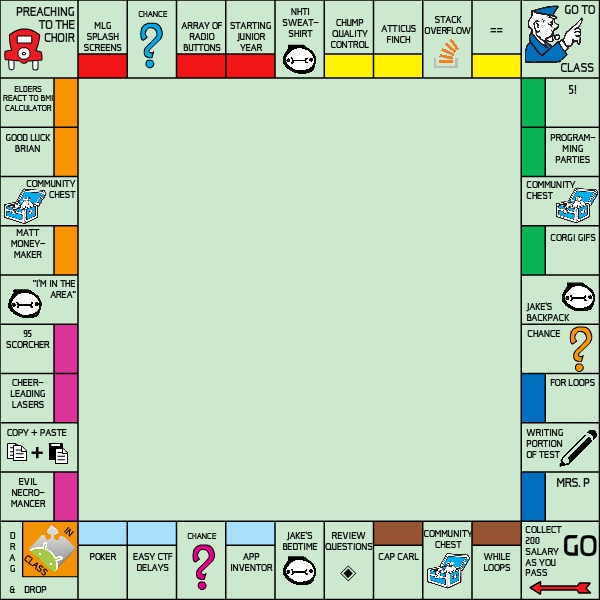 PREACHING
TO THE
CHOIR
MLG
SPLASH
SCREENS
CHANCE
?
ARRAY OF
RADIO
BUTTONS
STARTING
JUNIOR
YEAR
NHTI
SWEAT-
SHIRT
CHUMP
QUALITY
CONTROL
ATTICUS
FINCH
STACK
OVERFLOW
==
GO TO
CLASS
ELDERS
REACT TO BMI
CALCULATOR
5!
GOOD LUCK
BRIAN
PROGRAM-
MING
PARTIES
COMMUNITY
CHEST
COMMUNITY
CHEST
MATT
MONEY-
MAKER
CORGI GIFS
"I'M IN THE
AREA"
JAKE'S
BACKPACK
95
SCORCHER
CHANCE
?
CHEER-
LEADING
LASERS
FOR LOOPS
COPY + PASTE
+
WRITING
PORTION
OF TEST
EVIL
NECRO-
MANCER
MRS. P
DRAG
& DROP
IN
CLASS
POKER
EASY CTF
DELAYS
CHANCE
?
APP
INVENTOR
JAKE'S
BEDTIME
REVIEW
QUESTIONS
CAP CARL
COMMUNITY
CHEST
WHILE
LOOPS
COLLECT
200
SALARY
AS YOU
PASS
GO